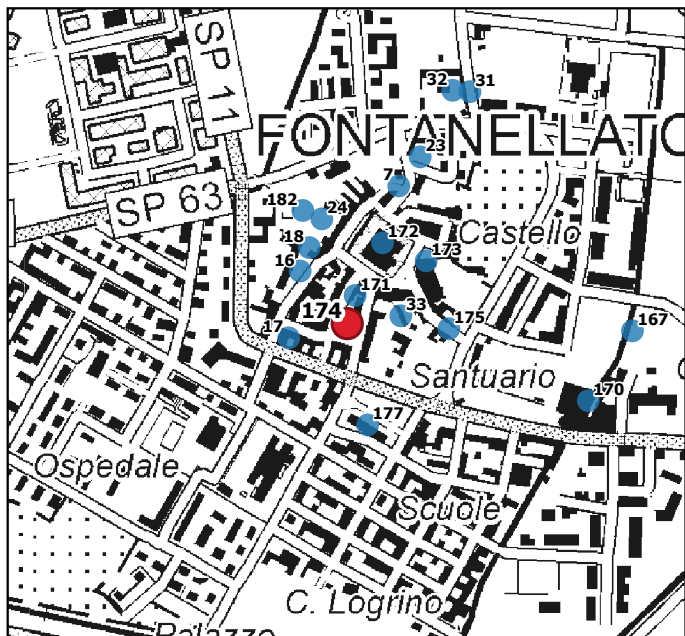 SP 11
32
31
FONTANELLATO
23
7
SP 63
182
24
18
172
173
Castello
16
171
174
33
175
167
17
Santuario
170
177
Ospedale
Scuole
C. Logrino
Palazzo